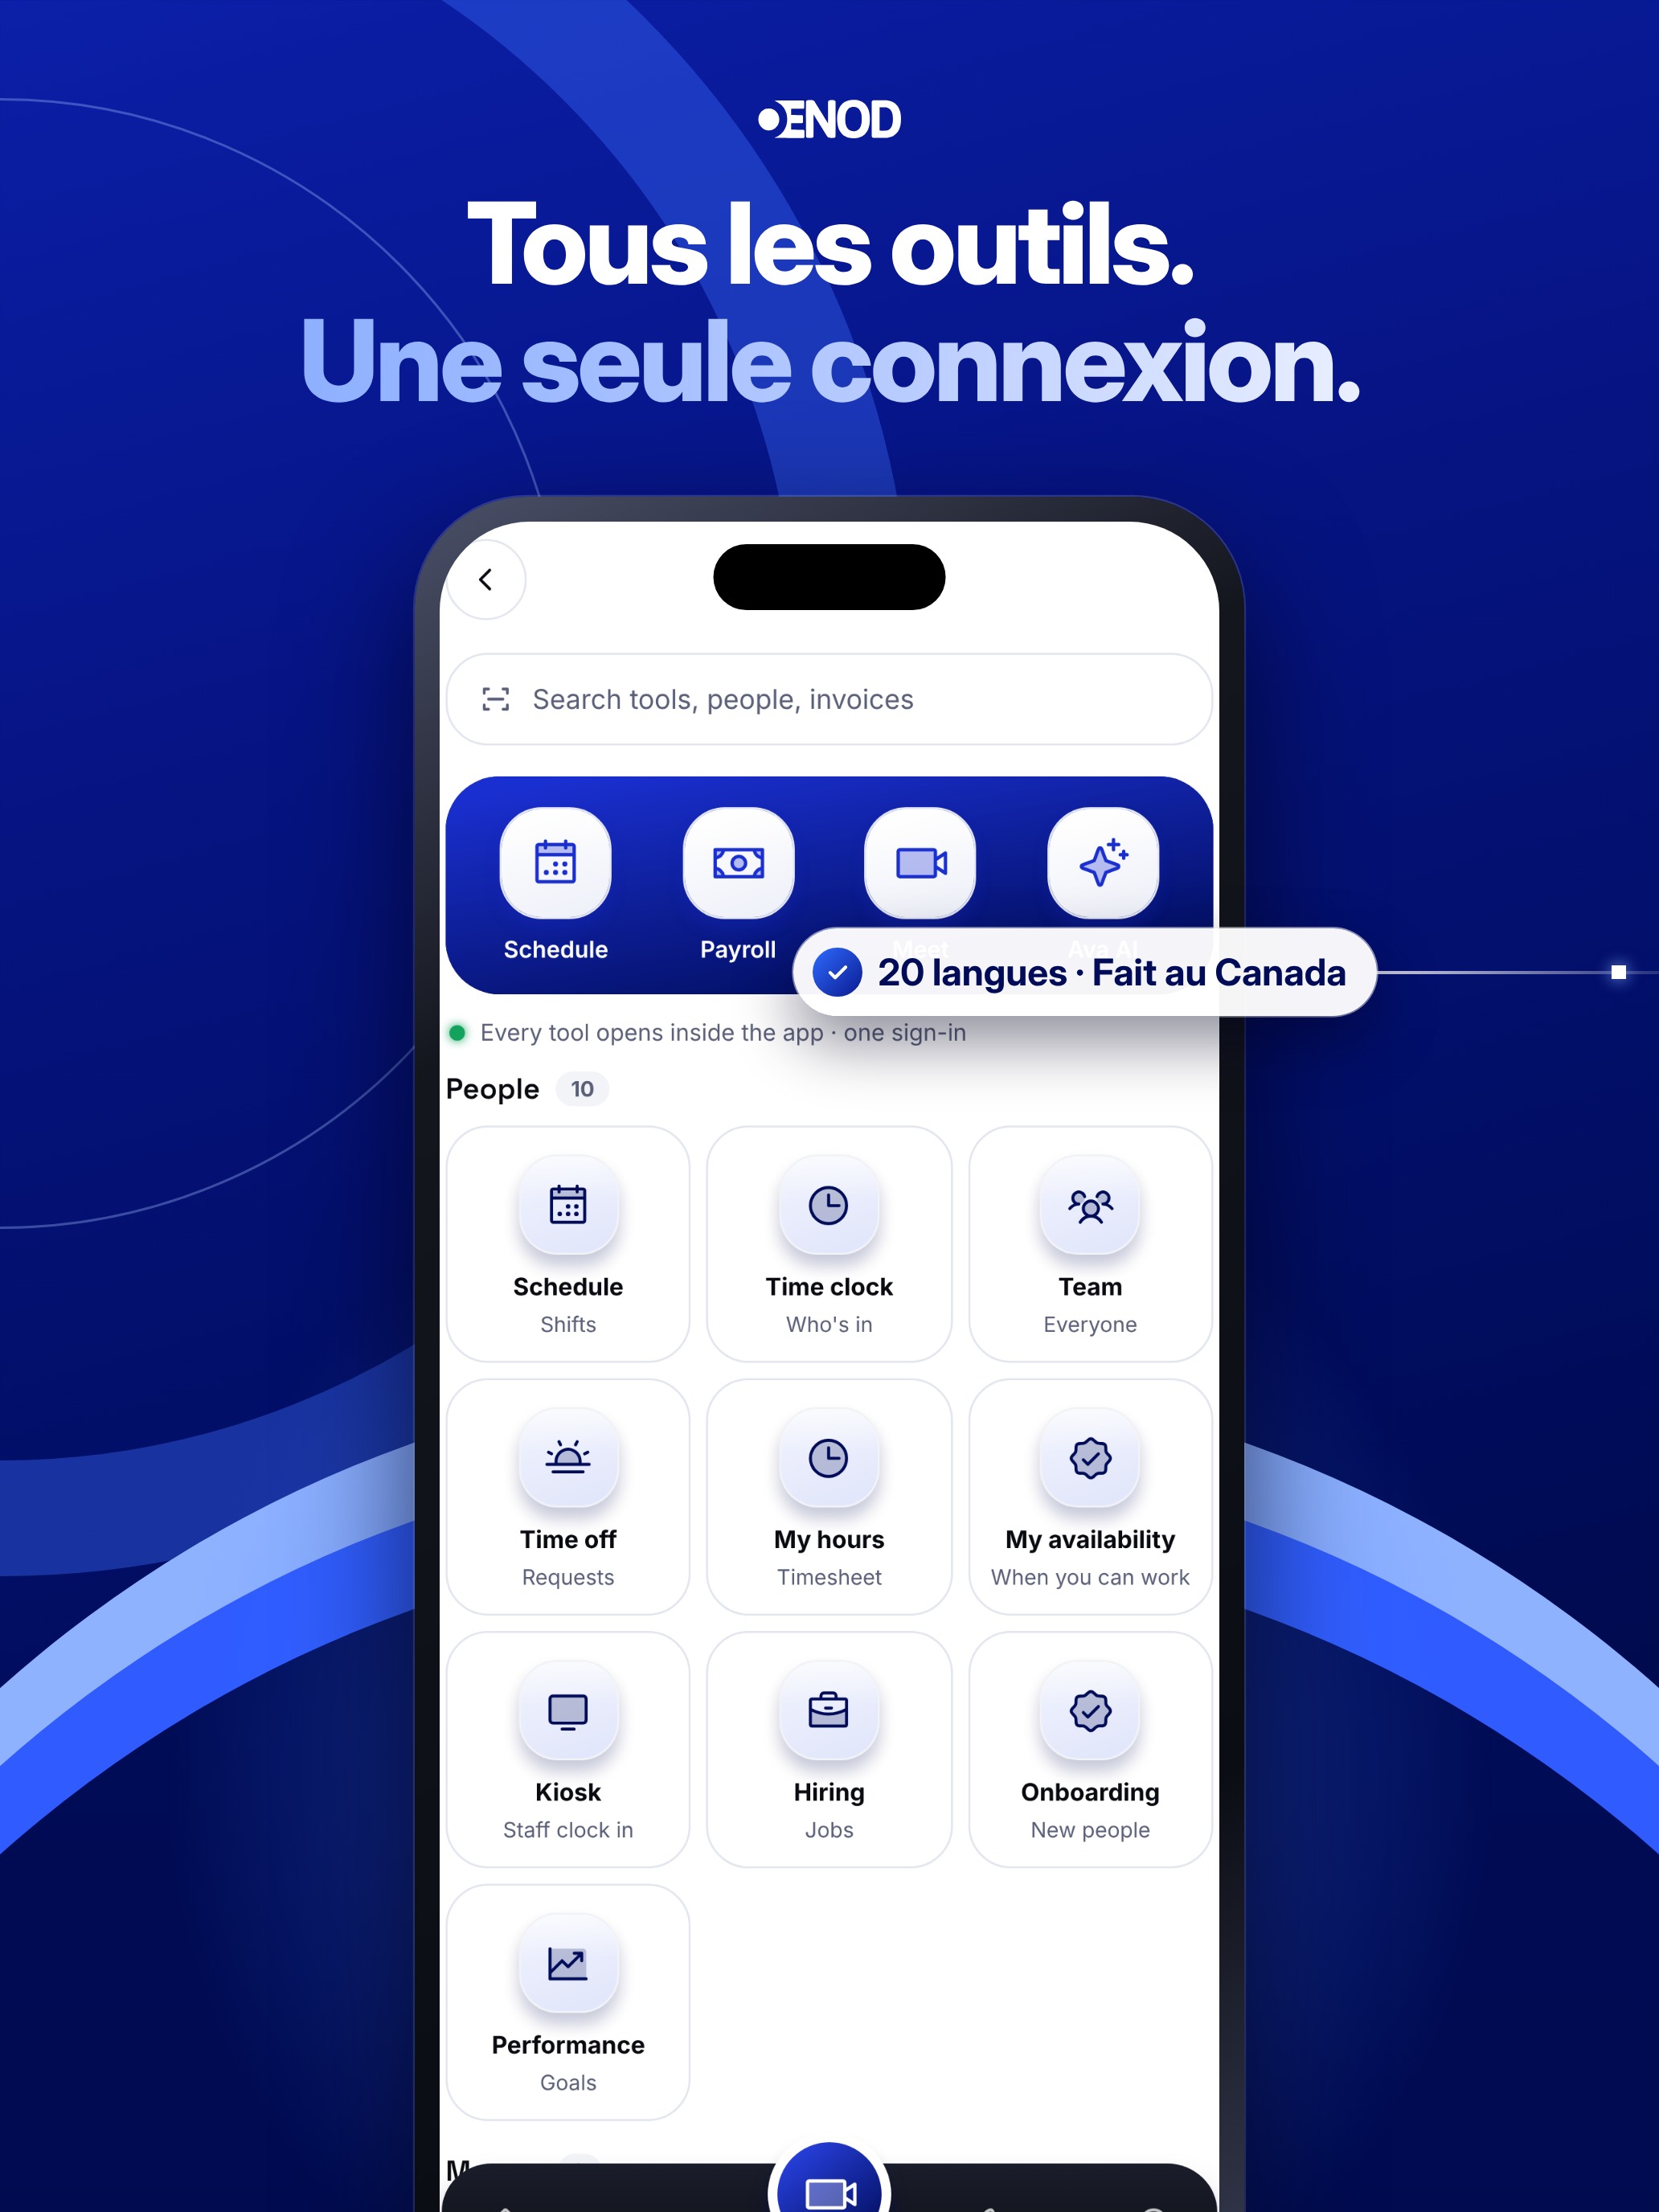 ENOD
Tous les outils.
Une seule connexion.
Search tools, people, invoices
Schedule
Payroll
Meet
Ava AI
20 langues · Fait au Canada
Every tool opens inside the app · one sign-in
People 10
Schedule
Shifts
Time clock
Who's in
Team
Everyone
Time off
Requests
My hours
Timesheet
My availability
When you can work
Kiosk
Staff clock in
Hiring
Jobs
Onboarding
New people
Performance
Goals